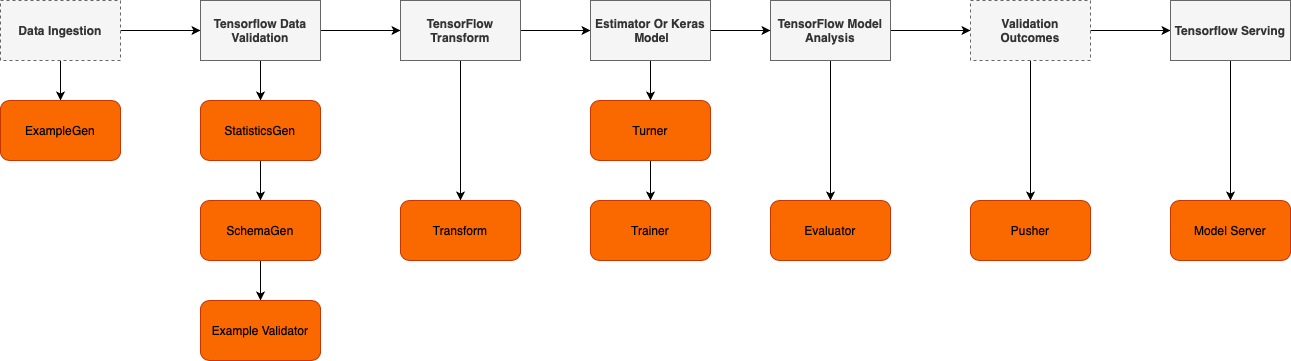 Data Ingestion
Tensorflow Data
Validation
TensorFlow
Transform
Estimator Or Keras
Model
TensorFlow Model
Analysis
Validation
Outcomes
Tensorflow Serving
ExampleGen
StatisticsGen
Turner
SchemaGen
Transform
Trainer
Evaluator
Pusher
Model Server
Example Validator